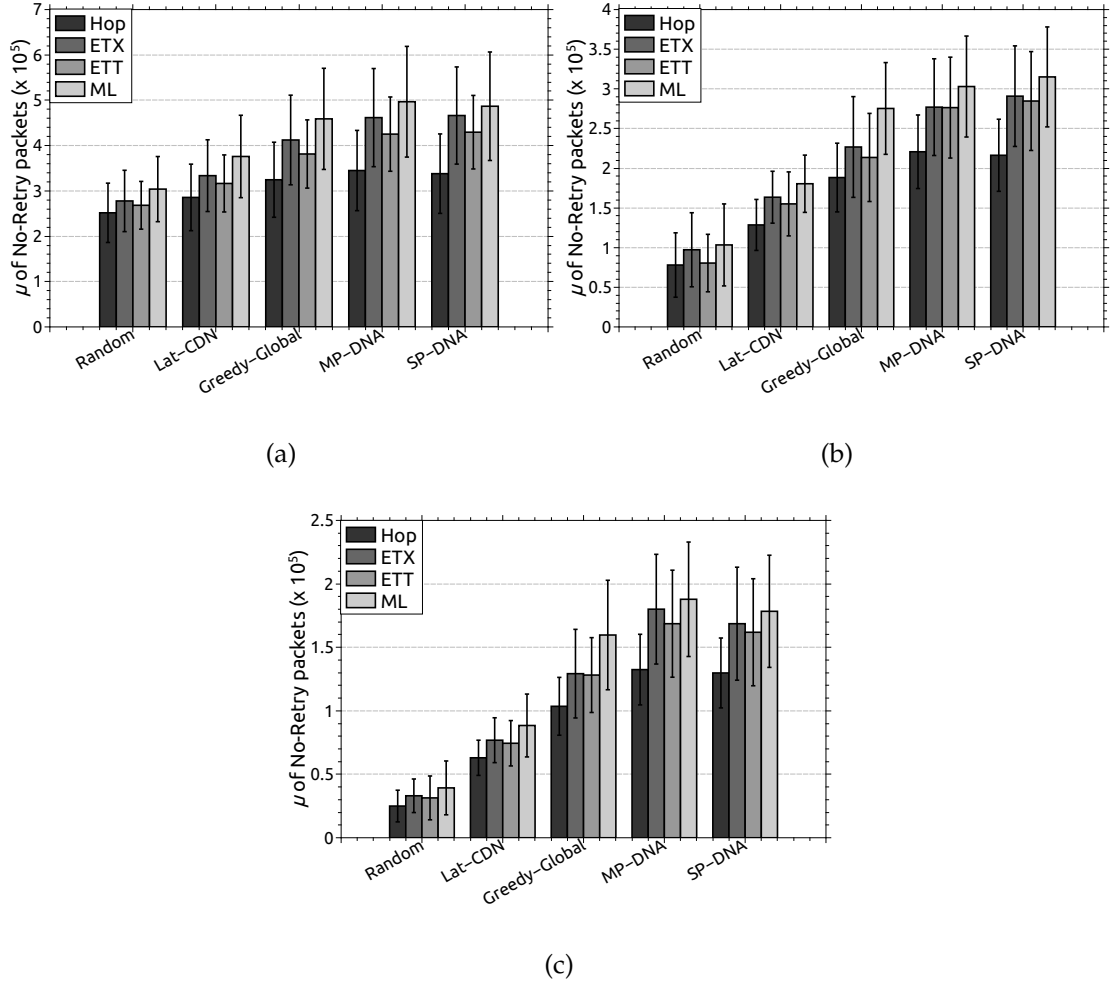 μ of No-Retry packets (x 10⁵)
7
6
5
4
3
2
1
0
Hop
ETX
ETT
ML
Random
Lat-CDN
Greedy-Global
MP-DNA
SP-DNA
(a)
μ of No-Retry packets (x 10⁵)
4
3.5
3
2.5
2
1.5
1
0.5
0
Hop
ETX
ETT
ML
Random
Lat-CDN
Greedy-Global
MP-DNA
SP-DNA
(b)
μ of No-Retry packets (x 10⁵)
2.5
2
1.5
1
0.5
0
Hop
ETX
ETT
ML
Random
Lat-CDN
Greedy-Global
MP-DNA
SP-DNA
(c)